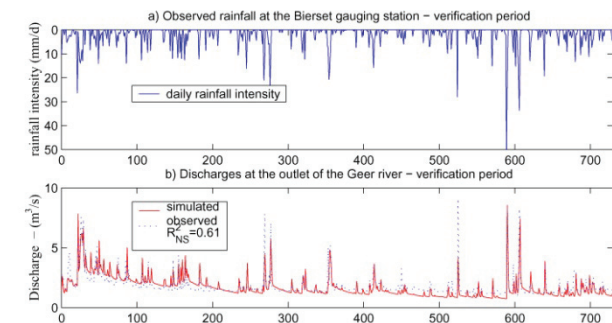 a) Observed rainfall at the Bierset gauging station − verification period
rainfall intensity (mm/d)
0
10
20
30
40
50
daily rainfall intensity
0 100 200 300 400 500 600 700
b) Discharges at the outlet of the Geer river − verification period
Discharge − (m³/s)
10
5
0
simulated
observed
R²NS=0.61
0 100 200 300 400 500 600 700